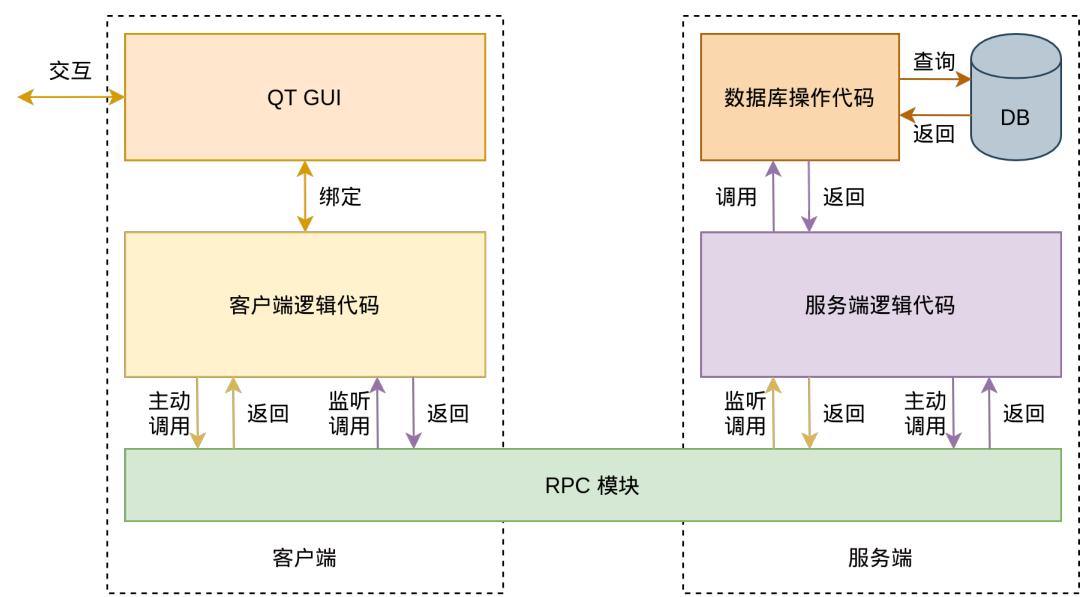 交互
QT GUI
绑定
客户端逻辑代码
主动
调用
返回
监听
调用
返回
数据库操作代码
查询
返回
DB
调用
返回
服务端逻辑代码
监听
调用
返回
主动
调用
返回
RPC 模块
客户端
服务端